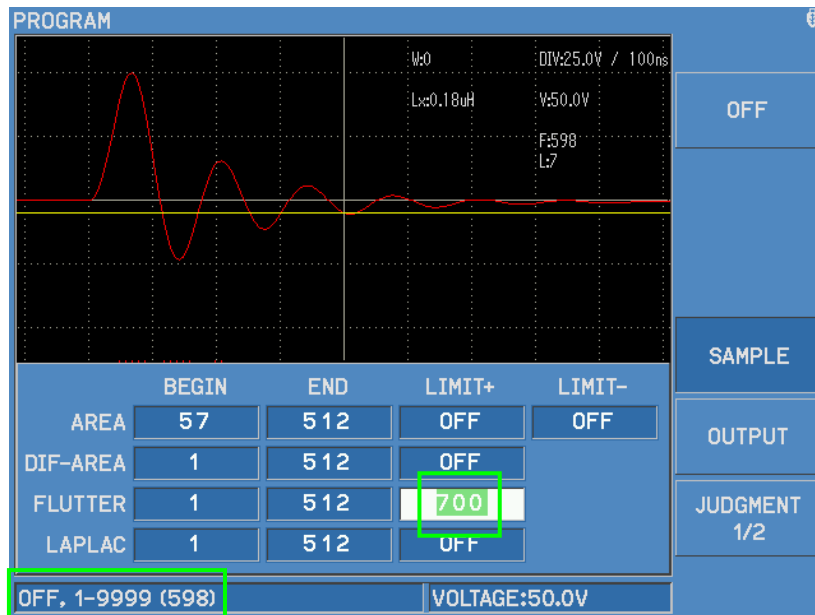 PROGRAM
W:0 DIV:25.0V / 100ns
Lx:0.18uH V:50.0V
F:598
L:7
OFF
SAMPLE
OUTPUT
JUDGMENT
1/2
BEGIN END LIMIT+ LIMIT-
AREA 57 512 OFF OFF
DIF-AREA 1 512 OFF
FLUTTER 1 512 700
LAPLAC 1 512 OFF
OFF, 1-9999 (598) VOLTAGE:50.0V